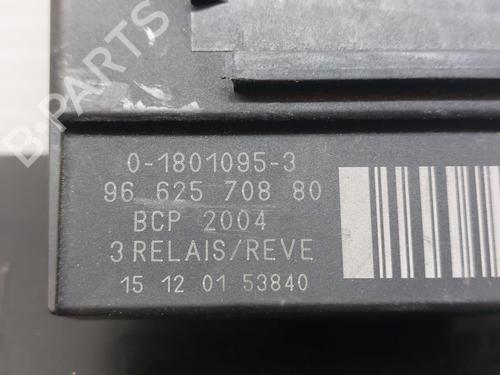 B-PARTS
0-1801095-3
96 625 708 80
BCP 2004
3 RELAIS/REVE
15 12 01 53840